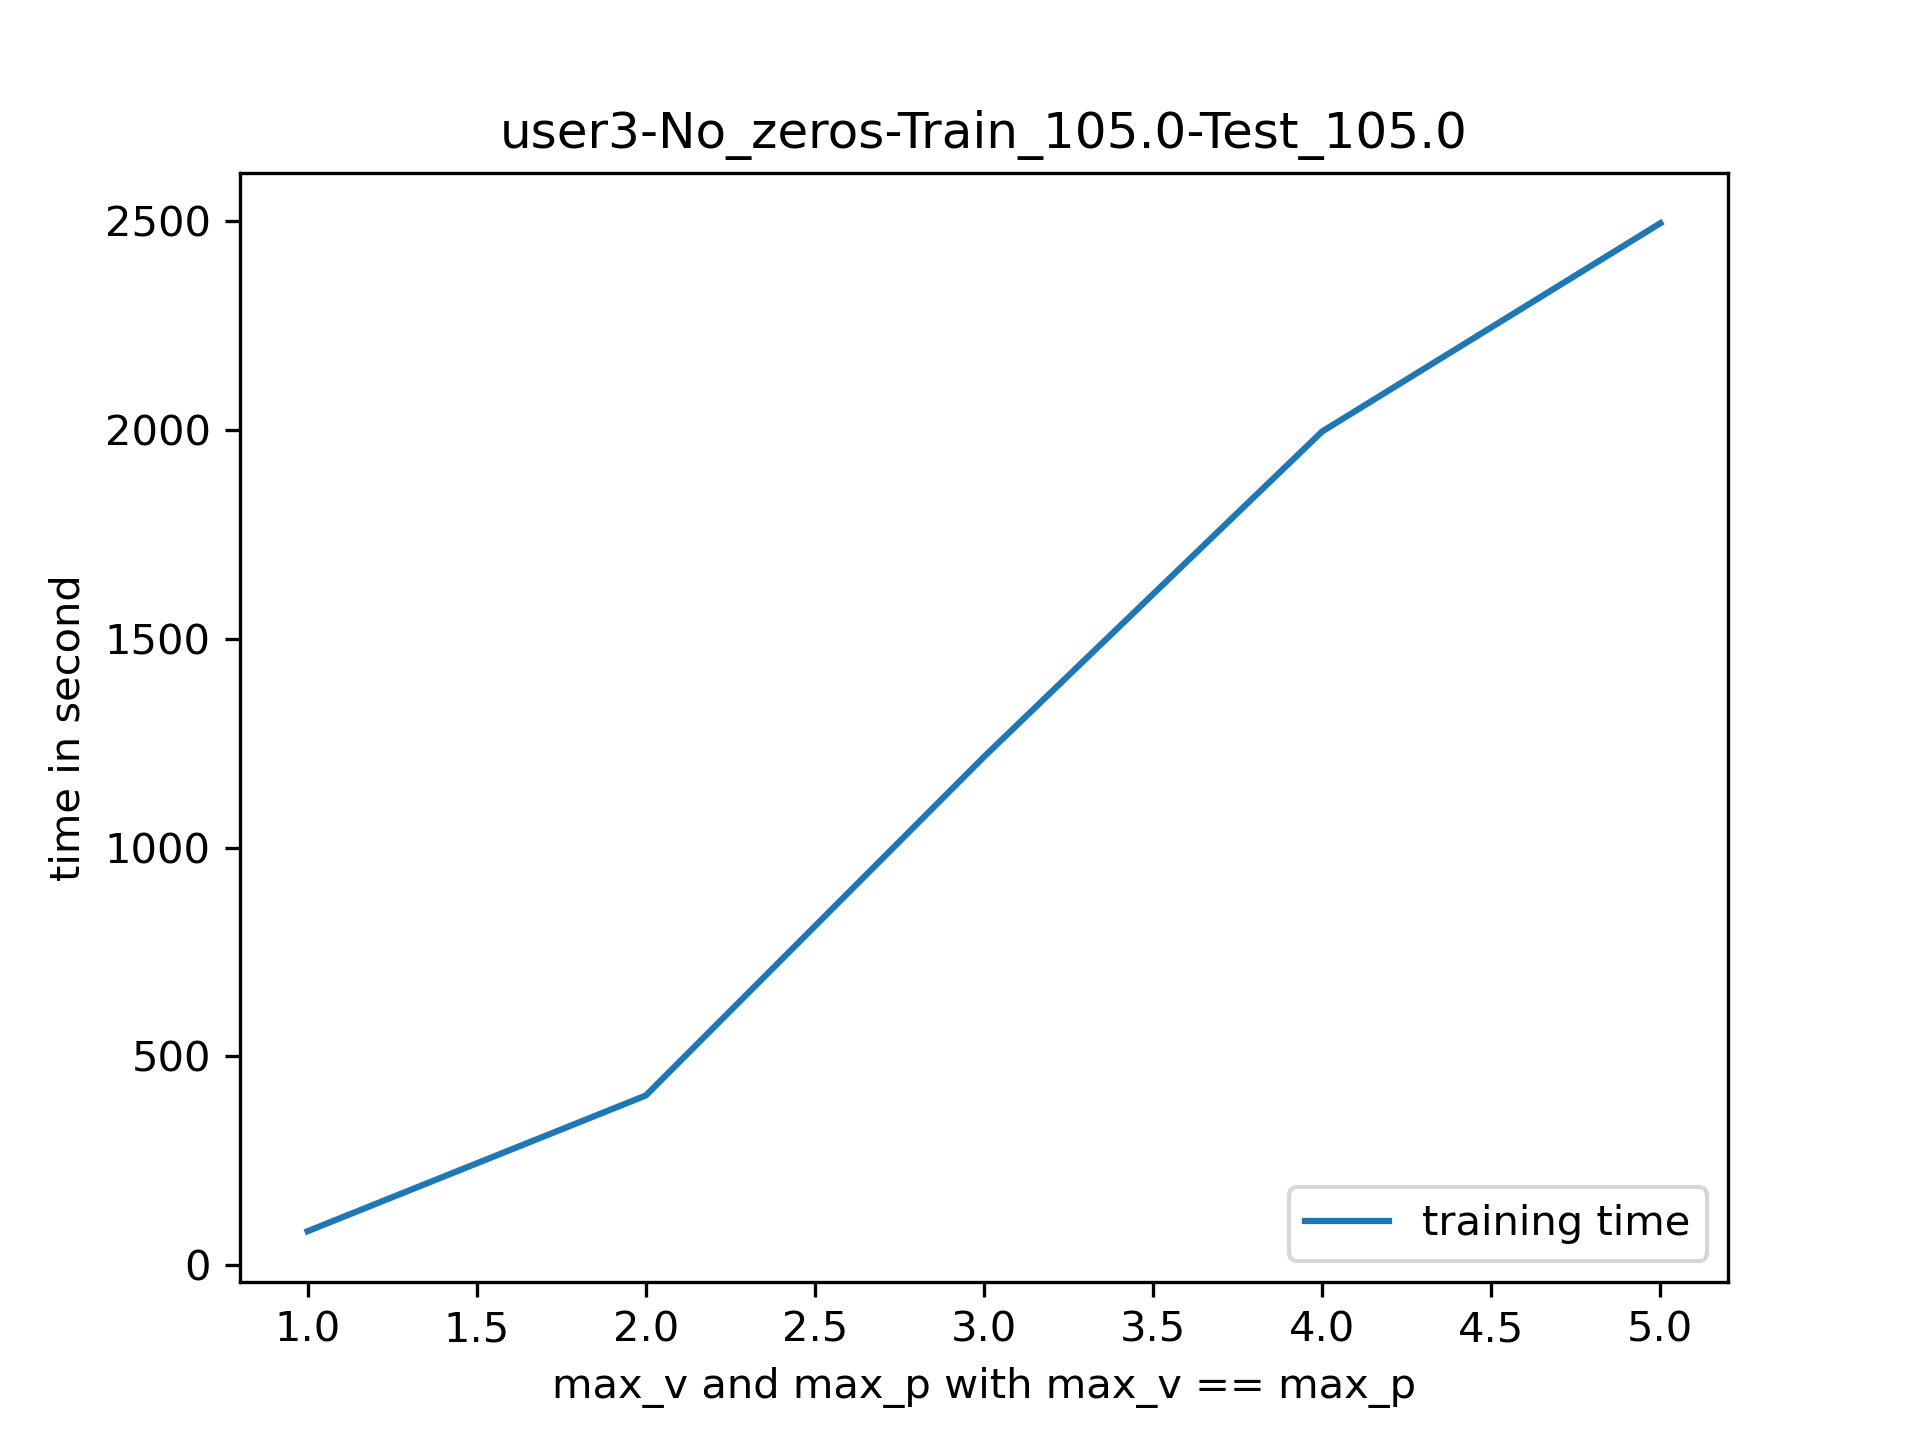 user3-No_zeros-Train_105.0-Test_105.0
2500
2000
1500
1000
500
0
time in second
training time
1.0 1.5 2.0 2.5 3.0 3.5 4.0 4.5 5.0
max_v and max_p with max_v == max_p